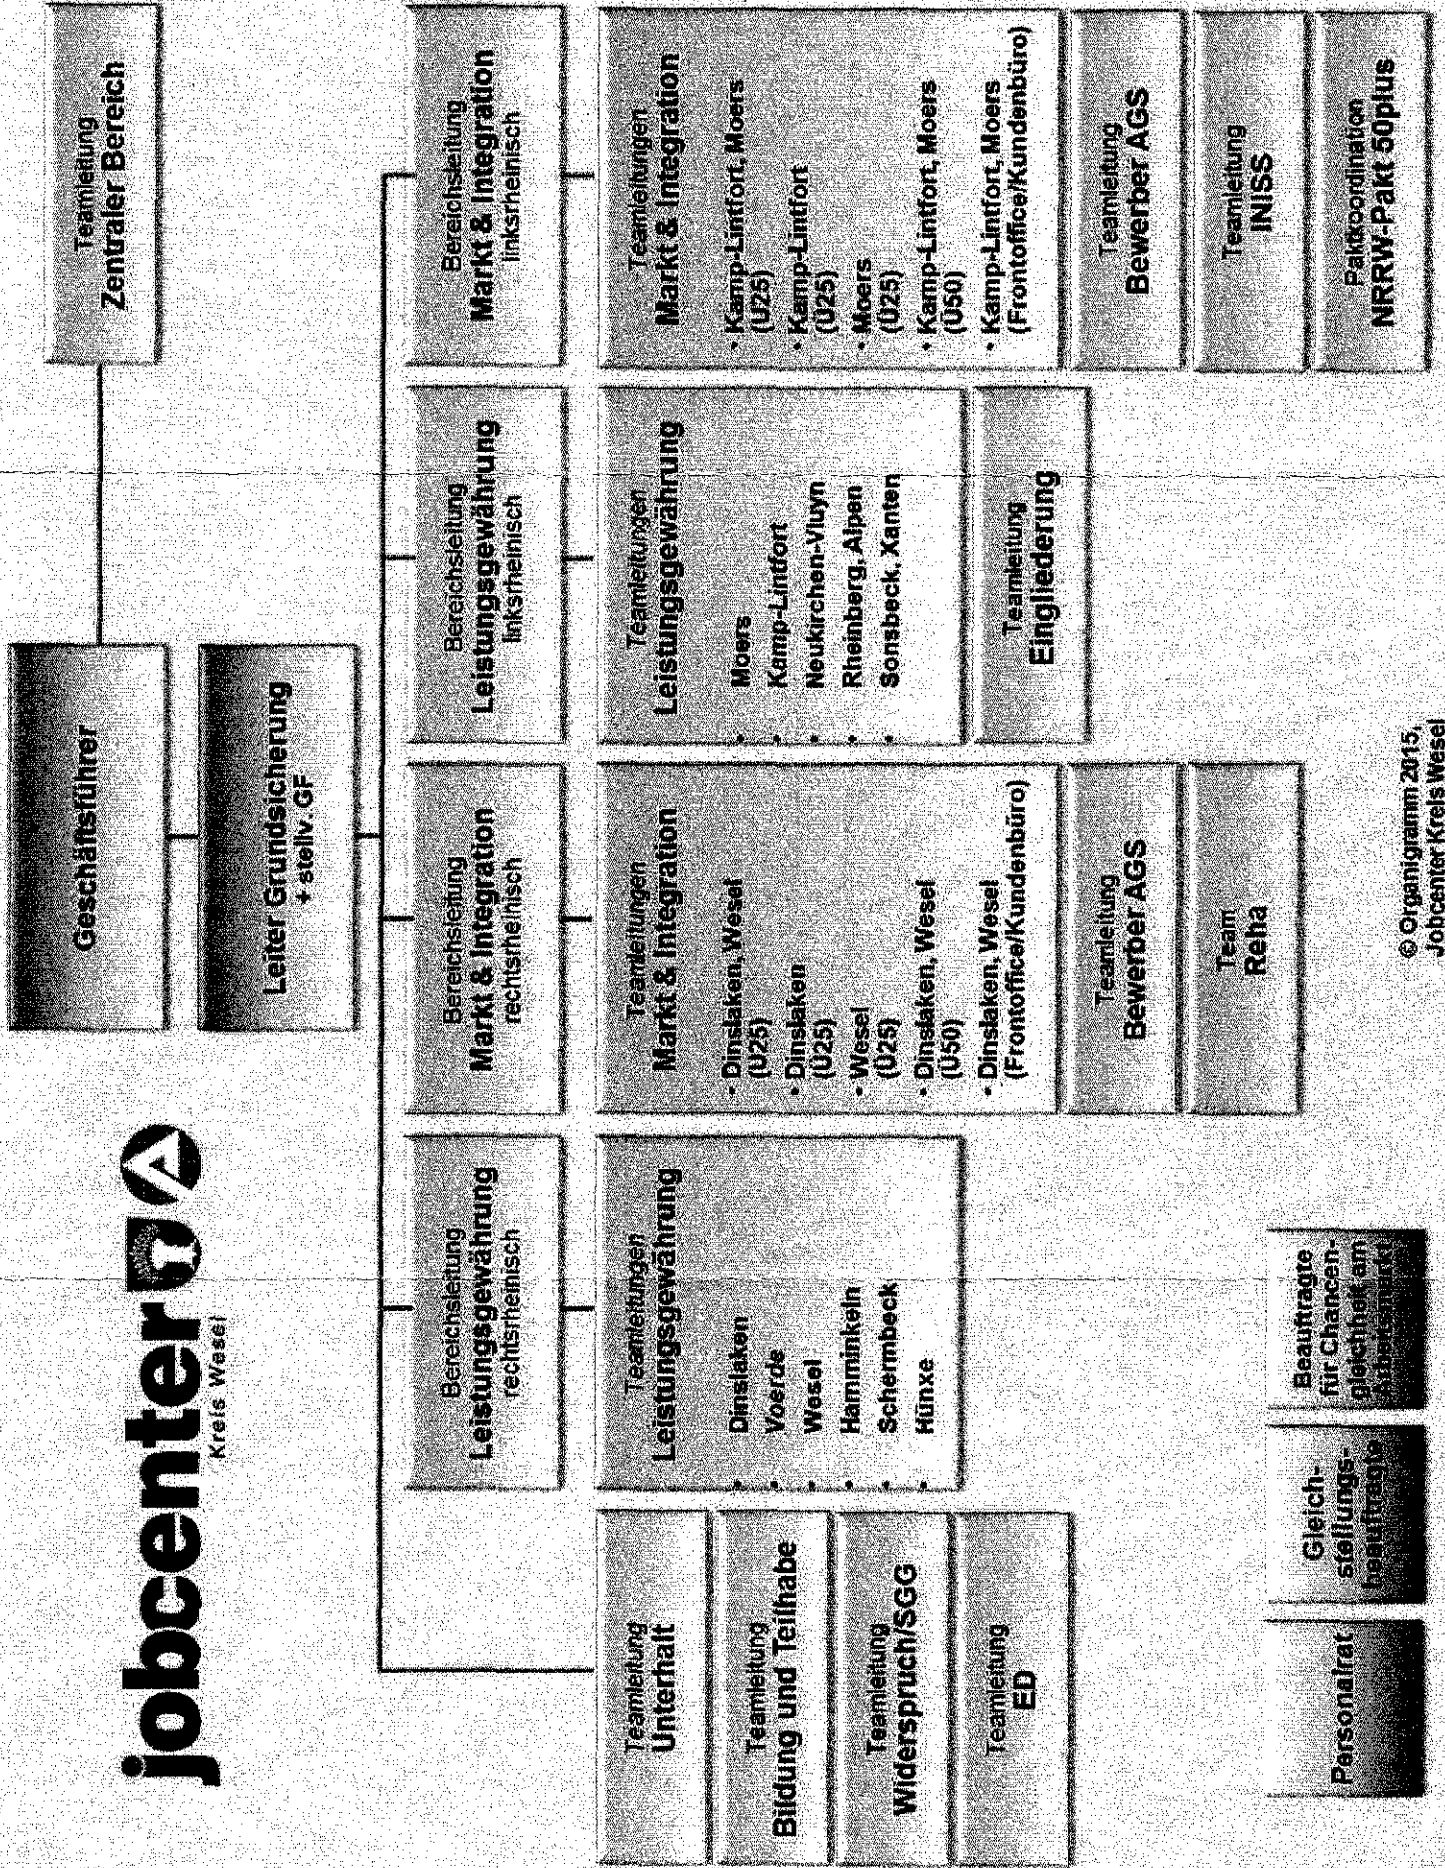 jobcenter
Kreis Wesel
Geschäftsführer
Teamleitung
Zentraler Bereich
Leiter Grundsicherung
+ stellv. GF
Teamleitung
Unterhalt
Teamleitung
Bildung und Teilhabe
Teamleitung
Widerspruch/SGG
Teamleitung
ED
Bereichsleitung
Leistungsgewährung
rechtsrheinisch
Teamleitungen
Leistungsgewährung
• Dinslaken
• Voerde
• Wesel
• Hamminkeln
• Schermbeck
• Hünxe
Bereichsleitung
Markt & Integration
rechtsrheinisch
Teamleitungen
Markt & Integration
• Dinslaken, Wesel
(U25)
• Dinslaken
(Ü25)
• Wesel
(Ü25)
• Dinslaken, Wesel
(Ü50)
• Dinslaken, Wesel
(Frontoffice/Kundenbüro)
Teamleitung
Bewerber AGS
Team
Reha
Bereichsleitung
Leistungsgewährung
linksrheinisch
Teamleitungen
Leistungsgewährung
• Moers
• Kamp-Lintfort
• Neukirchen-Vluyn
• Rheinberg, Alpen
• Sonsbeck, Xanten
Teamleitung
Eingliederung
Bereichsleitung
Markt & Integration
linksrheinisch
Teamleitungen
Markt & Integration
• Kamp-Lintfort, Moers
(U25)
• Kamp-Lintfort
(Ü25)
• Moers
(Ü25)
• Kamp-Lintfort, Moers
(Ü50)
• Kamp-Lintfort, Moers
(Frontoffice/Kundenbüro)
Teamleitung
Bewerber AGS
Teamleitung
INSS
Paktkoordination
NRRW-Pakt 50plus
Personalrat
Gleich-
stellungs-
beauftragte
Beauftragte
für Chancen-
gleichheit am
Arbeitsmarkt
© Organigramm 2015,
Jobcenter Kreis Wesel